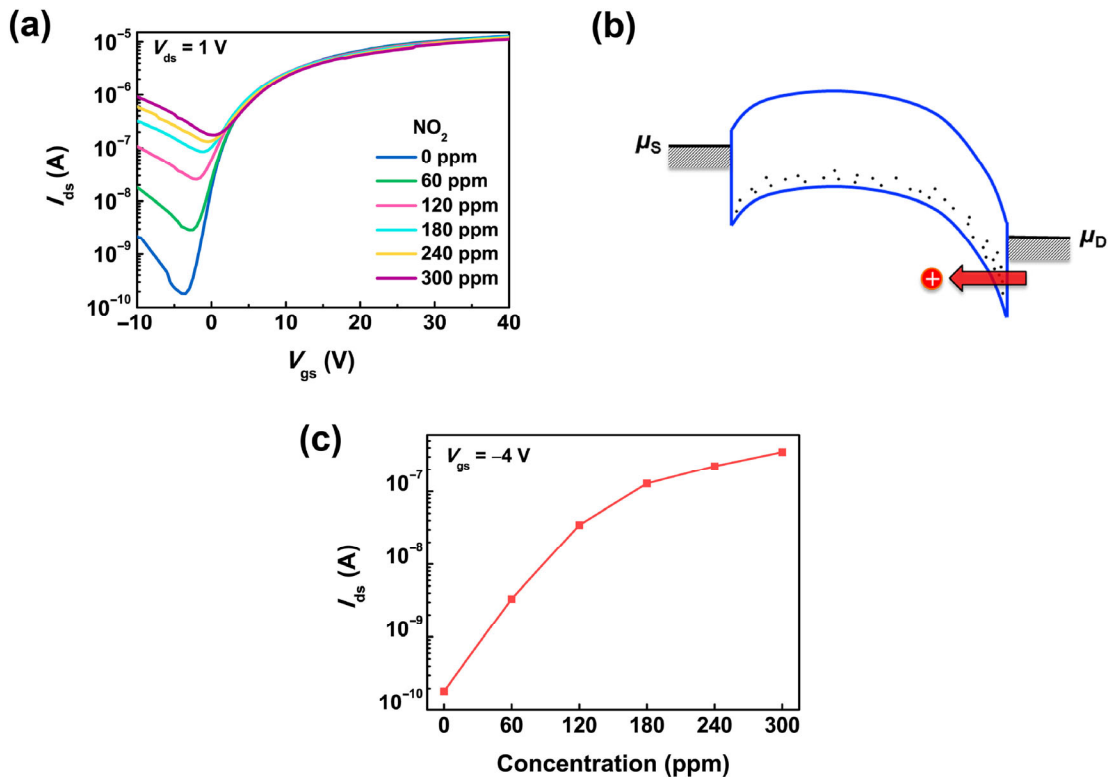 (a)
V_ds = 1 V
10⁻⁵
10⁻⁶
10⁻⁷
10⁻⁸
10⁻⁹
10⁻¹⁰
I_ds (A)
NO₂
0 ppm
60 ppm
120 ppm
180 ppm
240 ppm
300 ppm
−10 0 10 20 30 40
V_gs (V)
(b)
μ_S
μ_D
+
(c)
V_gs = −4 V
10⁻⁷
10⁻⁸
10⁻⁹
10⁻¹⁰
I_ds (A)
0 60 120 180 240 300
Concentration (ppm)